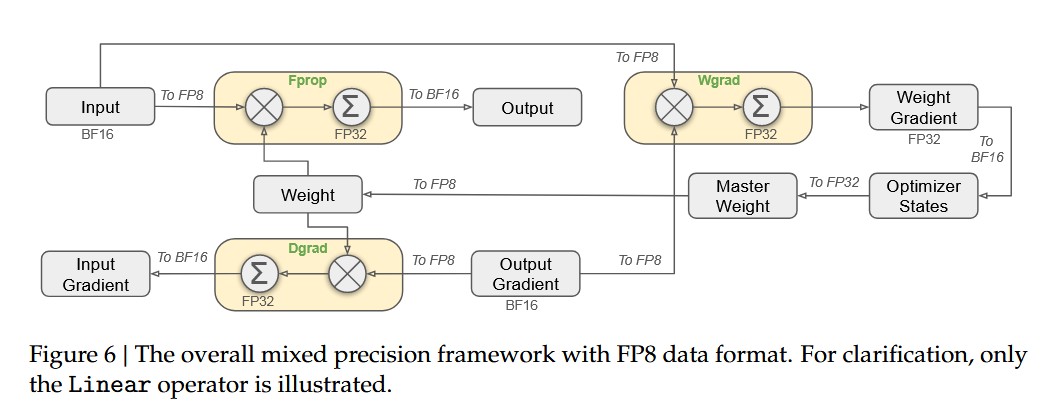 To FP8
Fprop
Wgrad
Input
To FP8
Σ
To BF16
Output
Σ
Weight
Gradient
BF16
FP32
FP32
FP32
To
BF16
Weight
To FP8
Master
Weight
To FP32
Optimizer
States
Dgrad
Input
Gradient
To BF16
Σ
To FP8
Output
Gradient
To FP8
FP32
BF16
Figure 6 | The overall mixed precision framework with FP8 data format. For clarification, only
the Linear operator is illustrated.